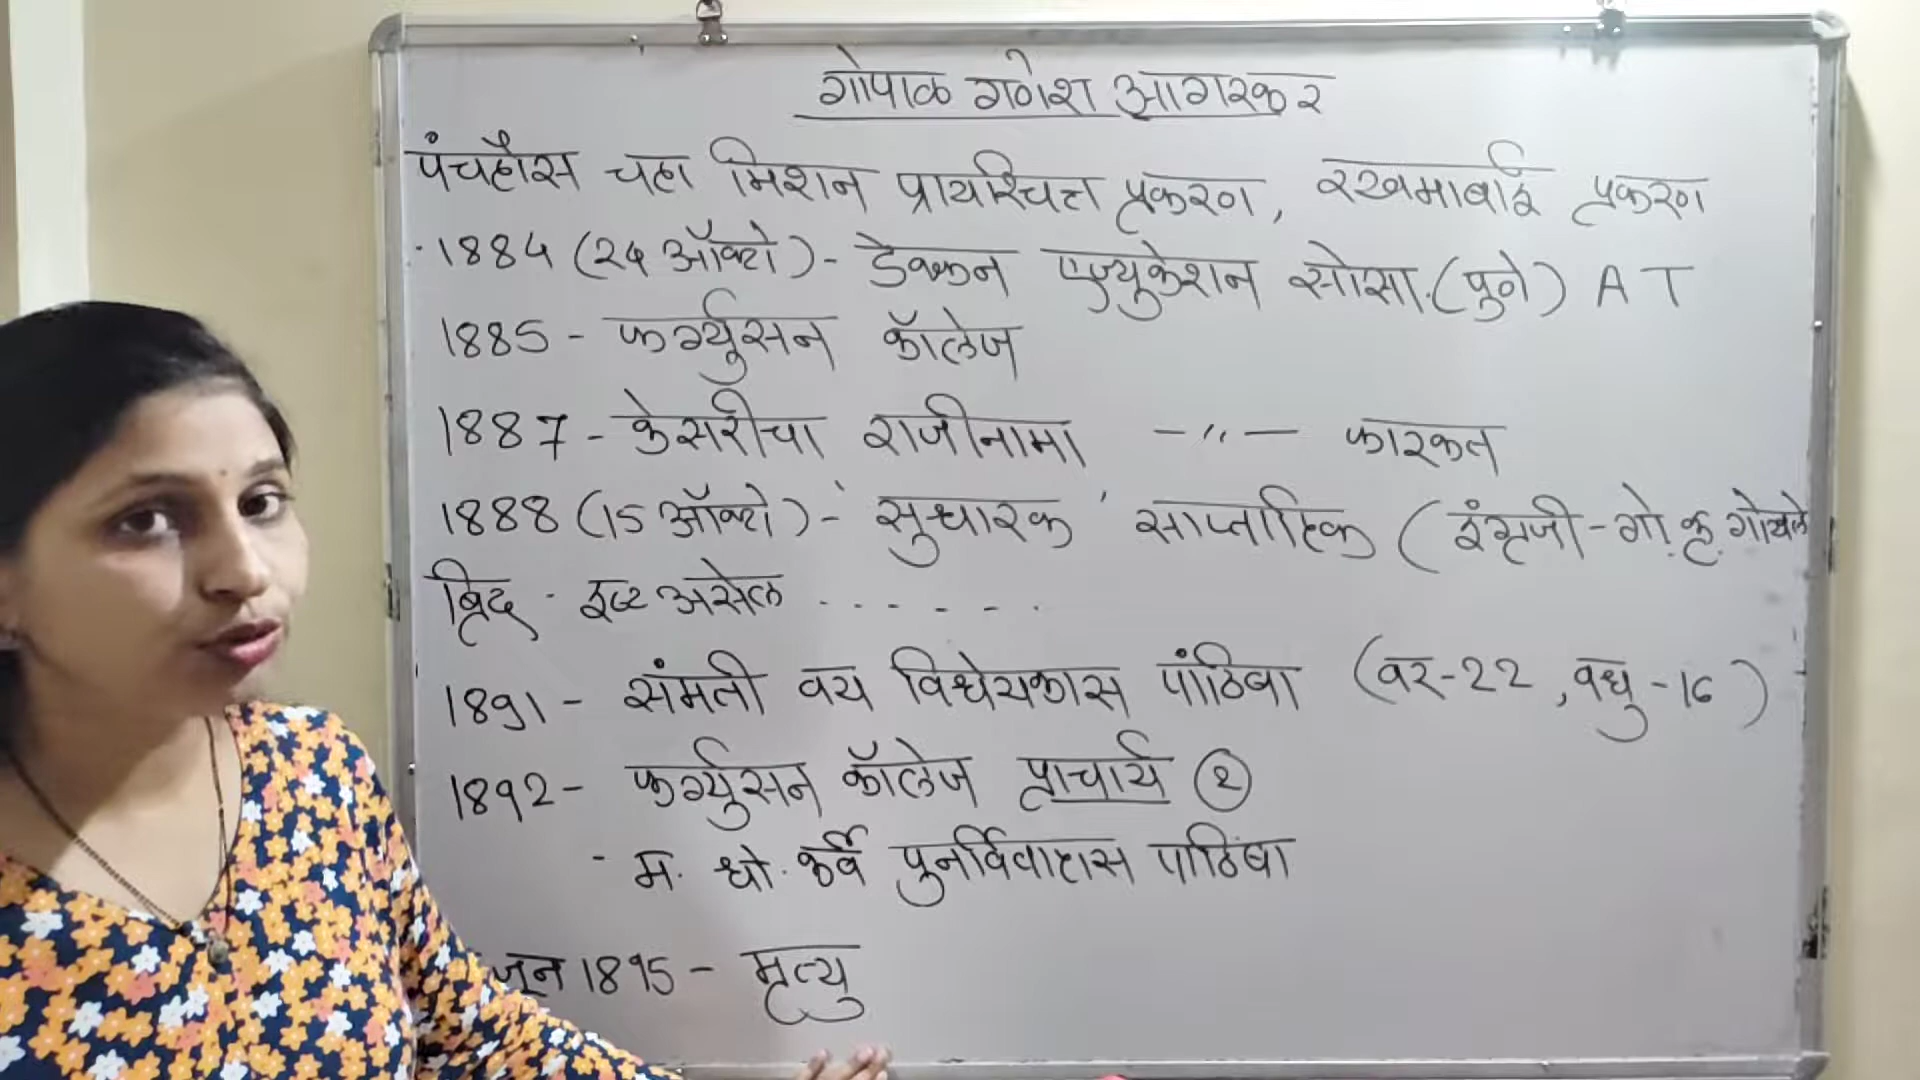 गोपाळ गणेश आगरकर
पंचहौस चहा मिशन प्रायश्चित्त प्रकरण, रखमाबाई प्रकरण
1884 (24 ऑक्टो) - डेक्कन एज्युकेशन सोसा. (पुणे) A T
1885 - फर्ग्युसन कॉलेज
1887 - केसरीचा राजीनामा -〃- फारकत
1888 (15 ऑक्टो) - 'सुधारक' साप्ताहिक (इंग्रजी - गो. कृ. गोखले
ब्रिद - इष्ट असेल ......
1891 - संमती वय विधेयकास पाठिंबा (वर - 22, वधु - 16)
1892 - फर्ग्युसन कॉलेज प्राचार्य (2)
- म. धो. कर्वे पुनर्विवाहास पाठिंबा
जून 1895 - मृत्यु